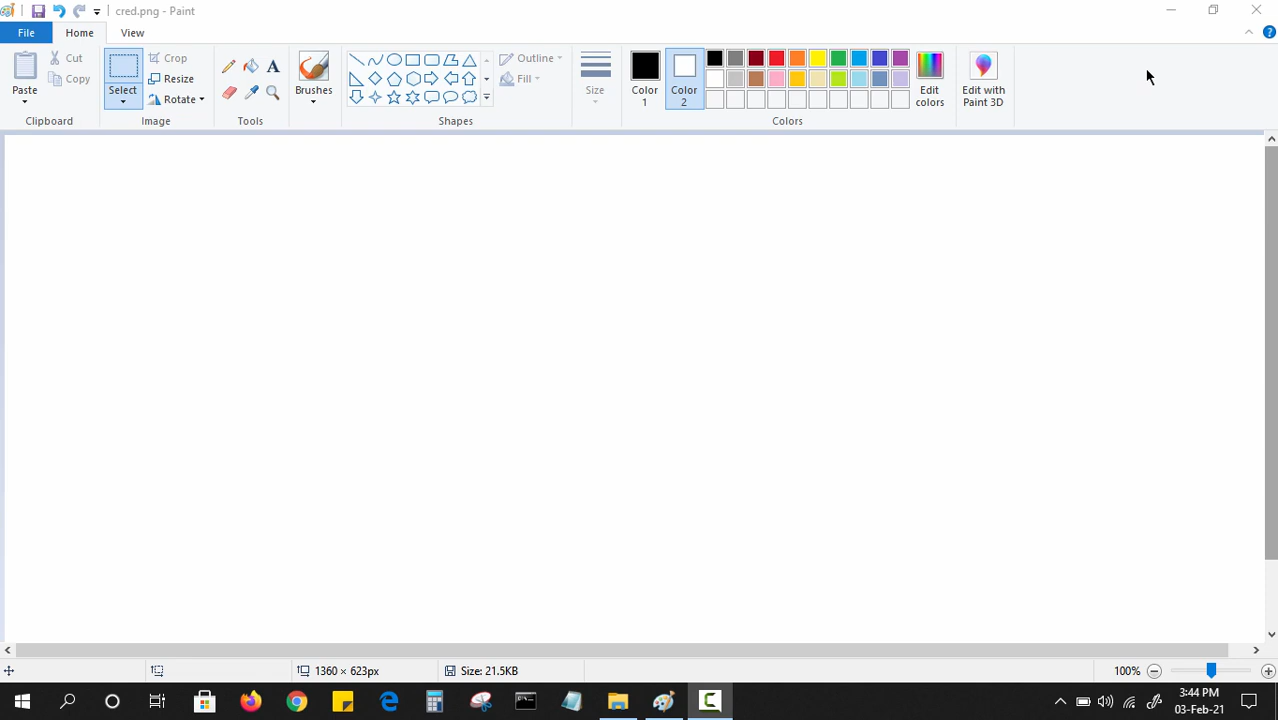 cred.png - Paint
File Home View
Paste
Cut
Copy
Clipboard
Select
Crop
Resize
Rotate
Image
A
Tools
Brushes
Shapes
Outline
Fill
Size
Color 1
Color 2
Edit colors
Colors
Edit with Paint 3D
1360 × 623px
Size: 21.5KB
100%
3:44 PM
03-Feb-21